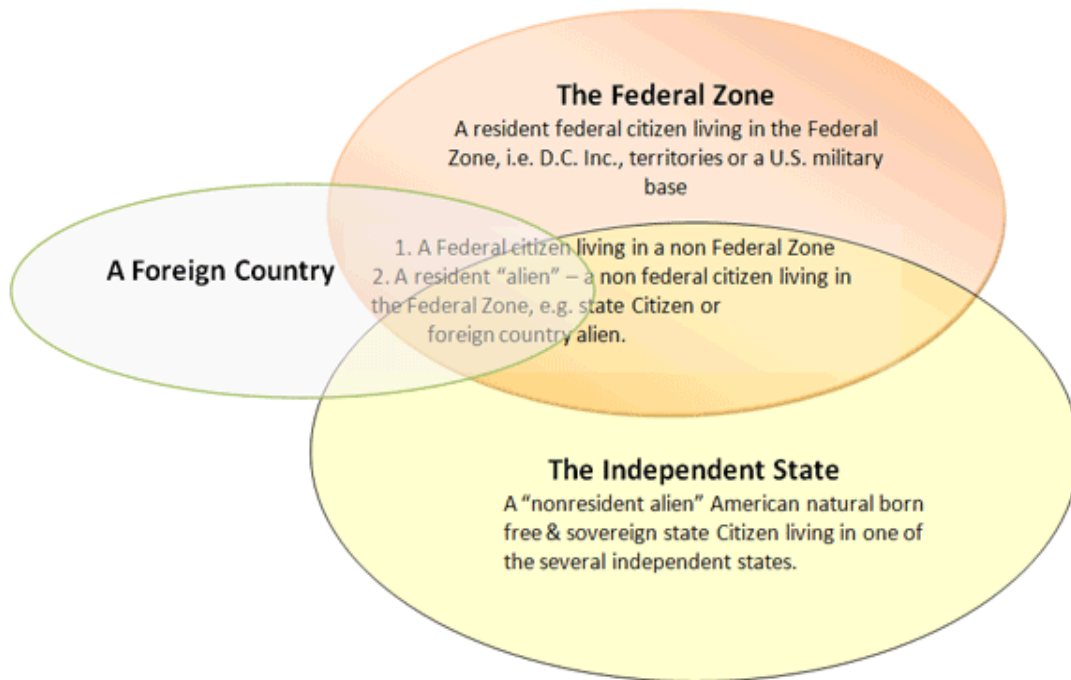 The Federal Zone
A resident federal citizen living in the Federal
Zone, i.e. D.C. Inc., territories or a U.S. military
base
1. A Federal citizen living in a non Federal Zone
2. A resident “alien” – a non federal citizen living in
the Federal Zone, e.g. state Citizen or
foreign country alien.
A Foreign Country
The Independent State
A “nonresident alien” American natural born
free & sovereign state Citizen living in one of
the several independent states.